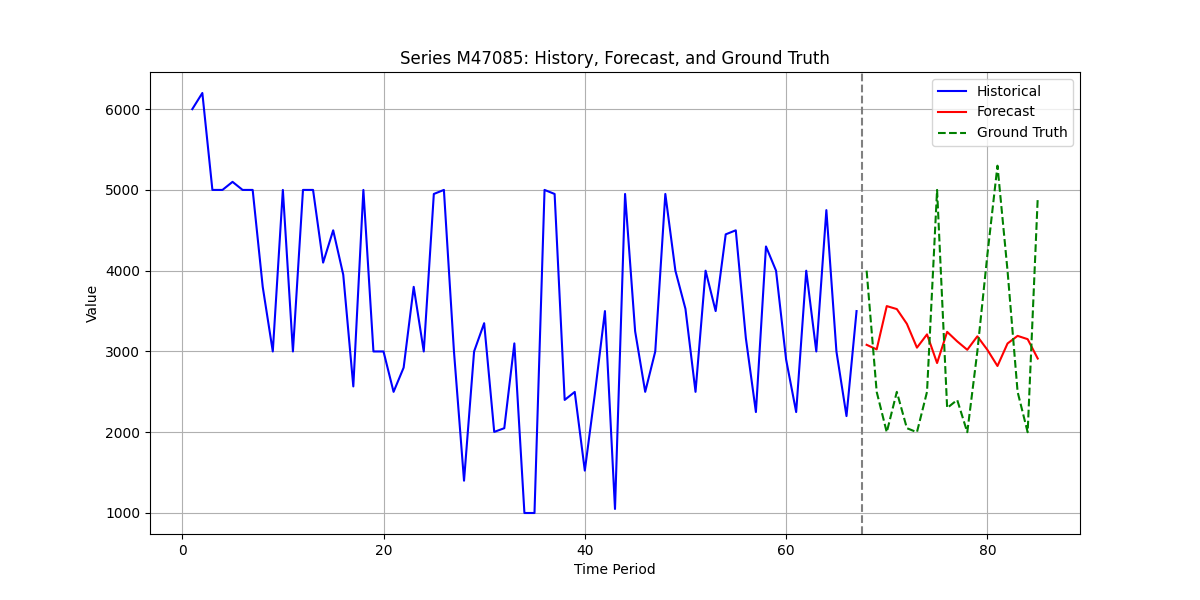 Series M47085: History, Forecast, and Ground Truth
Historical
Forecast
Ground Truth
Value
6000
5000
4000
3000
2000
1000
0
20
40
60
80
Time Period